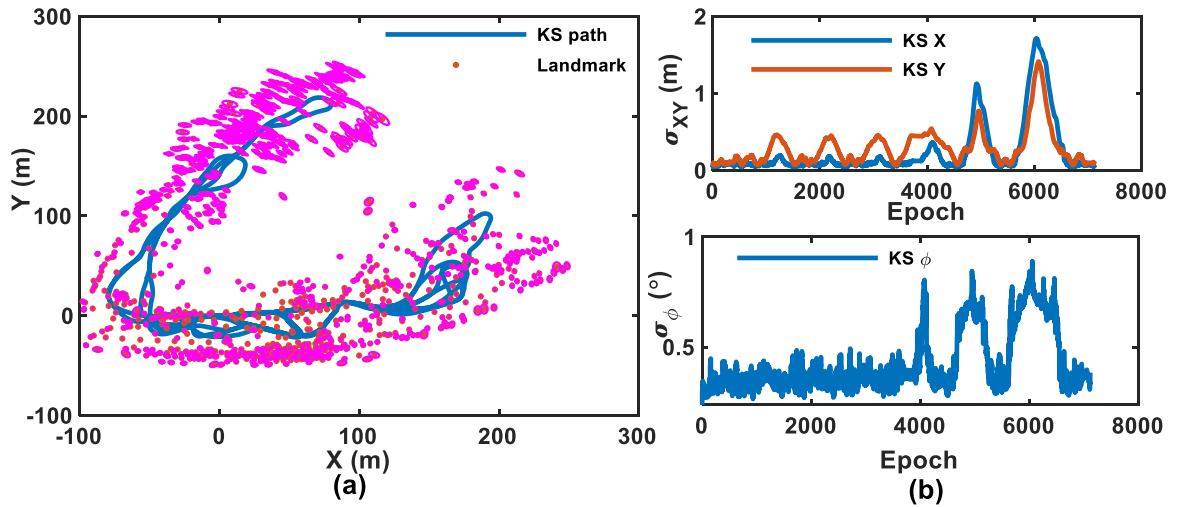 300
200
100
0
-100
Y (m)
-100 0 100 200 300
X (m)
KS path
Landmark
(a)
2
1
0
σXY (m)
KS X
KS Y
0 2000 4000 6000 8000
Epoch
1
0.5
σϕ (°)
KS ϕ
0 2000 4000 6000 8000
Epoch
(b)